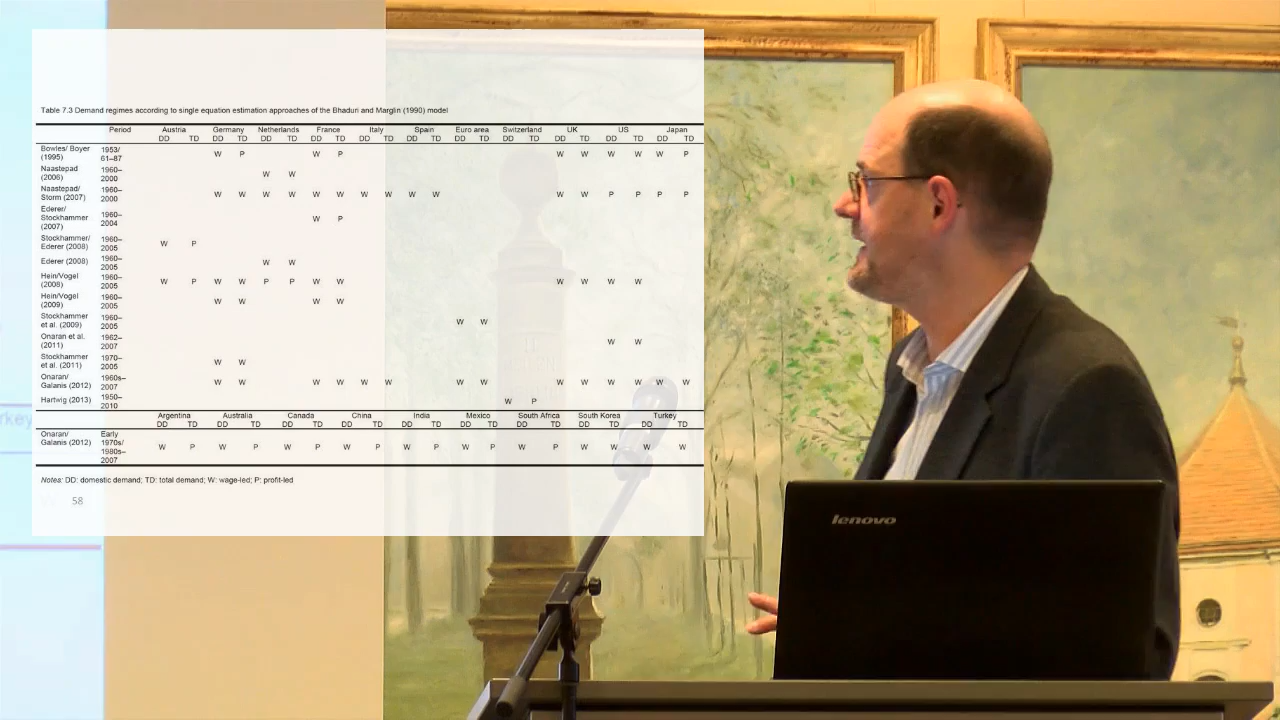 Table 7.3 Demand regimes according to single equation estimation approaches of the Bhaduri and Marglin (1990) model
Period Austria Germany Netherlands France Italy Spain Euro area Switzerland UK US Japan
DD TD DD TD DD TD DD TD DD TD DD TD DD TD DD TD DD TD DD TD DD TD
Bowles/ Boyer 1953/
(1995) 61–87 W P W P W W W W W P
Naastepad 1960–
(2006) 2000 W W
Naastepad/ 1960–
Storm (2007) 2000 W W W W W W W W W W W W P P P P
Ederer/
Stockhammer 1960–
(2007) 2004 W P
Stockhammer/ 1960–
Ederer (2008) 2005 W P
Ederer (2008) 1960–
2005 W W
Hein/Vogel 1960–
(2008) 2005 W P W W P P W W W W W W
Hein/Vogel 1960–
(2009) 2005 W W W W
Stockhammer 1960–
et al. (2009) 2005 W W
Onaran et al. 1962–
(2011) 2007 W W
Stockhammer 1970–
et al. (2011) 2005 W W
Onaran/ 1960s–
Galanis (2012) 2007 W W W W W W W W W W W W W W
Hartwig (2013) 1950–
2010 W P
Argentina Australia Canada China India Mexico South Africa South Korea Turkey
DD TD DD TD DD TD DD TD DD TD DD TD DD TD DD TD DD TD
Onaran/ Early
Galanis (2012) 1970s/
1980s–
2007 W P W P W P W P W P W P W P W W W W
Notes: DD: domestic demand; TD: total demand; W: wage-led; P: profit-led
58
rkey
lenovo